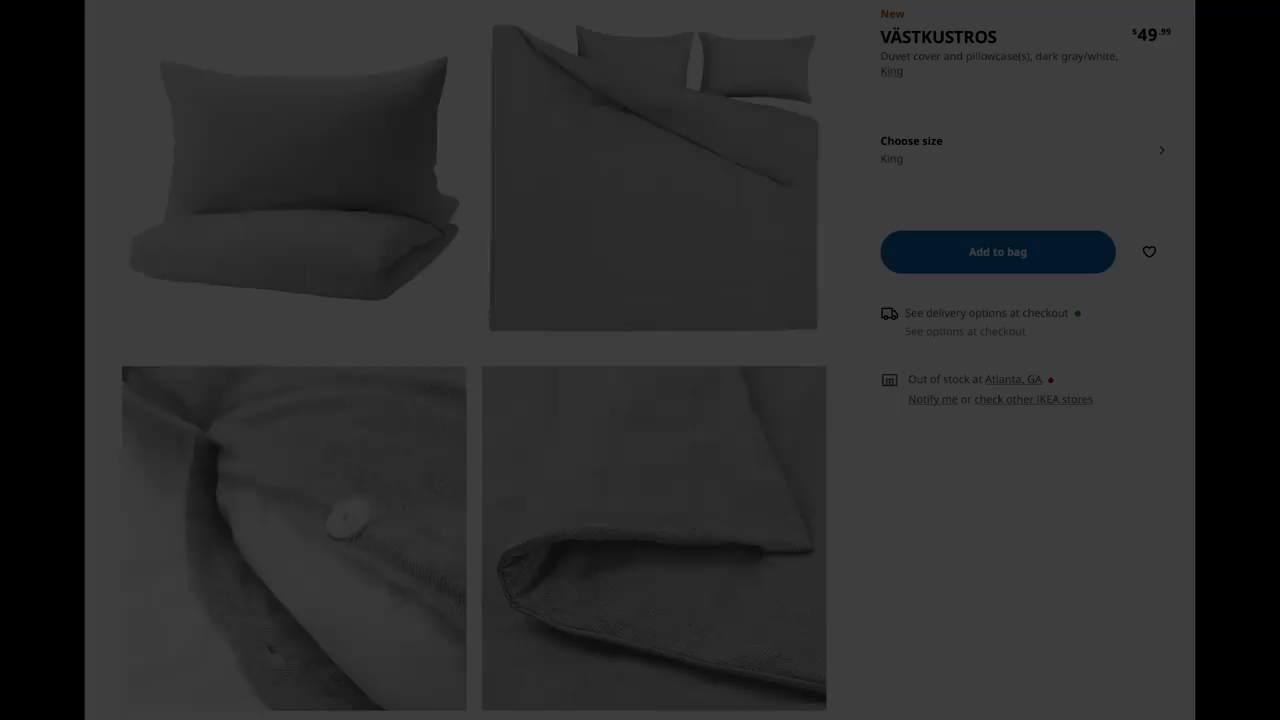 New
VÄSTKUSTROS
$49.99
Duvet cover and pillowcase(s), dark gray/white,
King
Choose size
King
Add to bag
See delivery options at checkout
See options at checkout
Out of stock at Atlanta, GA
Notify me or check other IKEA stores